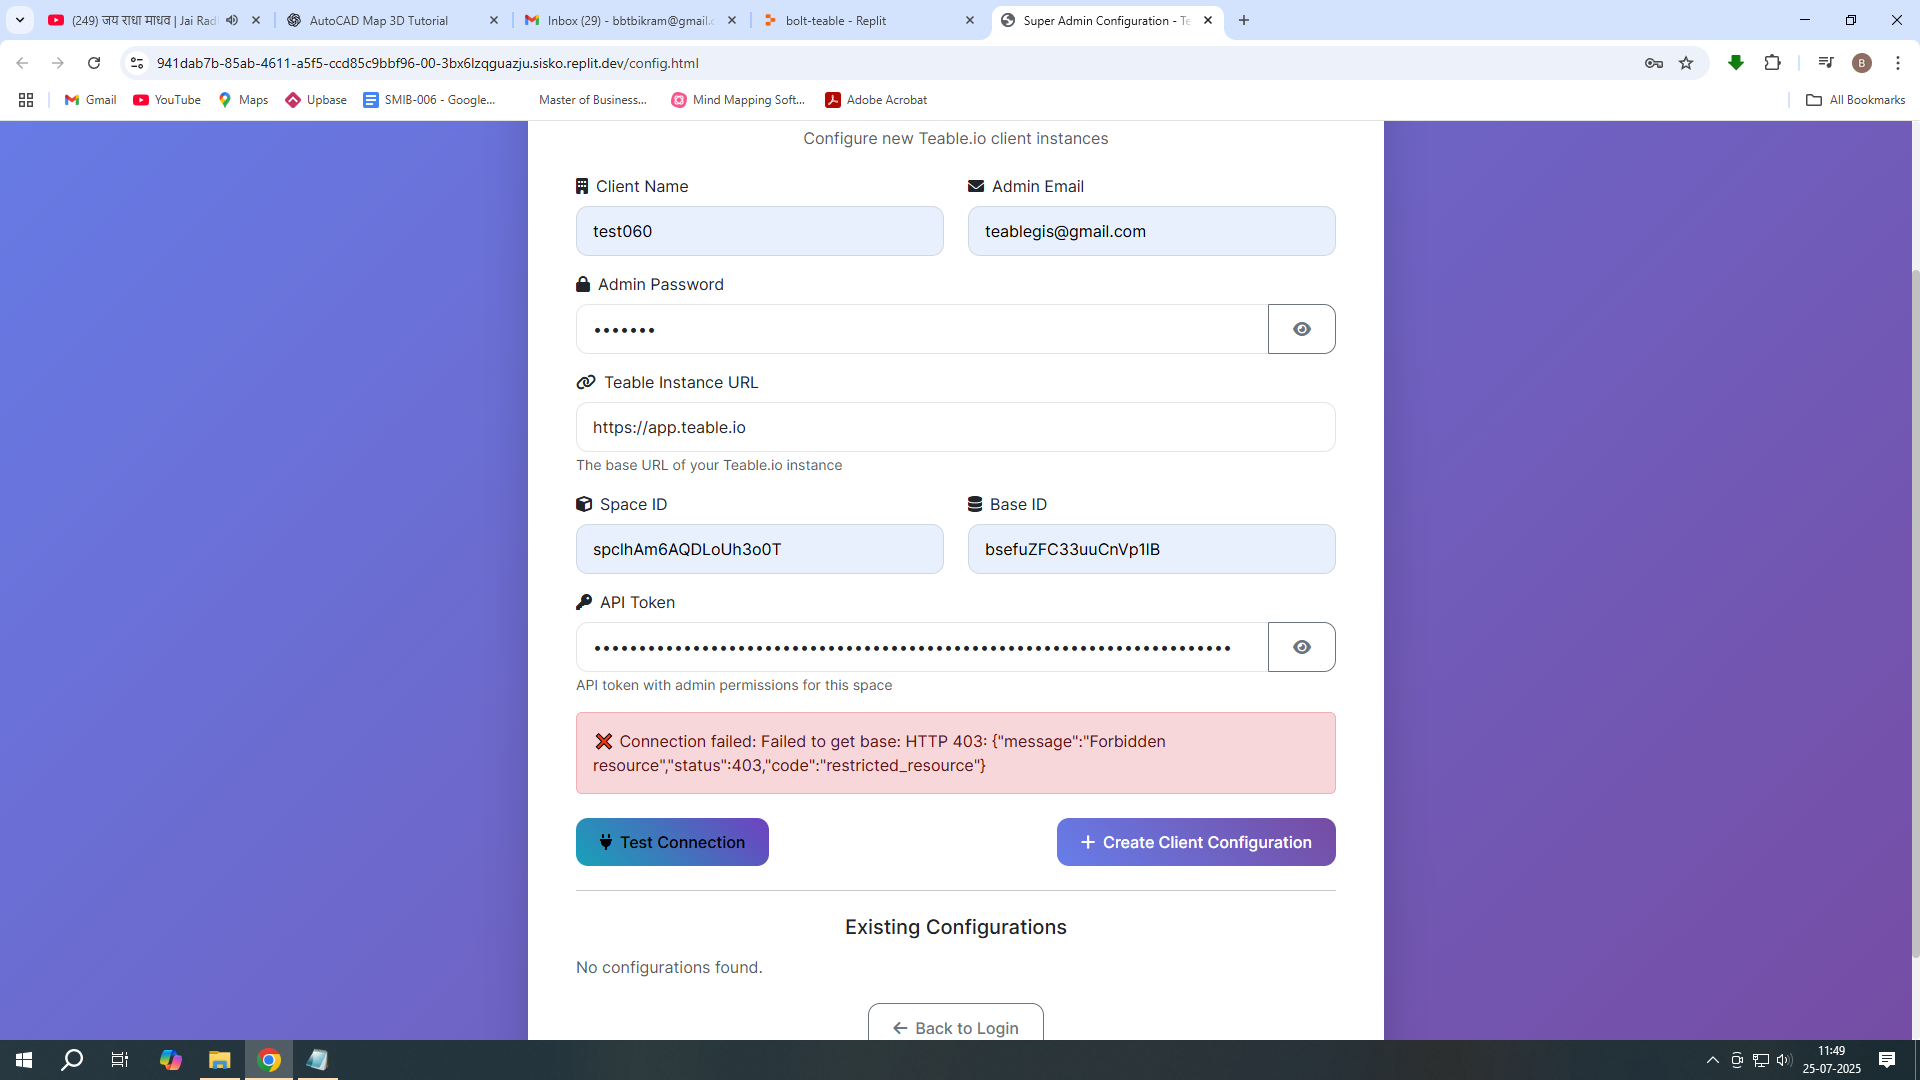 (249) जय राधा माधव | Jai Rad
AutoCAD Map 3D Tutorial
Inbox (29) - bbtbikram@gmail.c
bolt-teable - Replit
Super Admin Configuration - Te
941dab7b-85ab-4611-a5f5-ccd85c9bbf96-00-3bx6lzqguazju.sisko.replit.dev/config.html
B
Gmail
YouTube
Maps
Upbase
SMIB-006 - Google...
Master of Business...
Mind Mapping Soft...
Adobe Acrobat
All Bookmarks
Configure new Teable.io client instances
Client Name
Admin Email
test060
teablegis@gmail.com
Admin Password
Teable Instance URL
https://app.teable.io
The base URL of your Teable.io instance
Space ID
Base ID
spclhAm6AQDLoUh3o0T
bsefuZFC33uuCnVp1lB
API Token
API token with admin permissions for this space
❌ Connection failed: Failed to get base: HTTP 403: {"message":"Forbidden
resource","status":403,"code":"restricted_resource"}
Test Connection
+ Create Client Configuration
Existing Configurations
No configurations found.
← Back to Login
11:49
25-07-2025